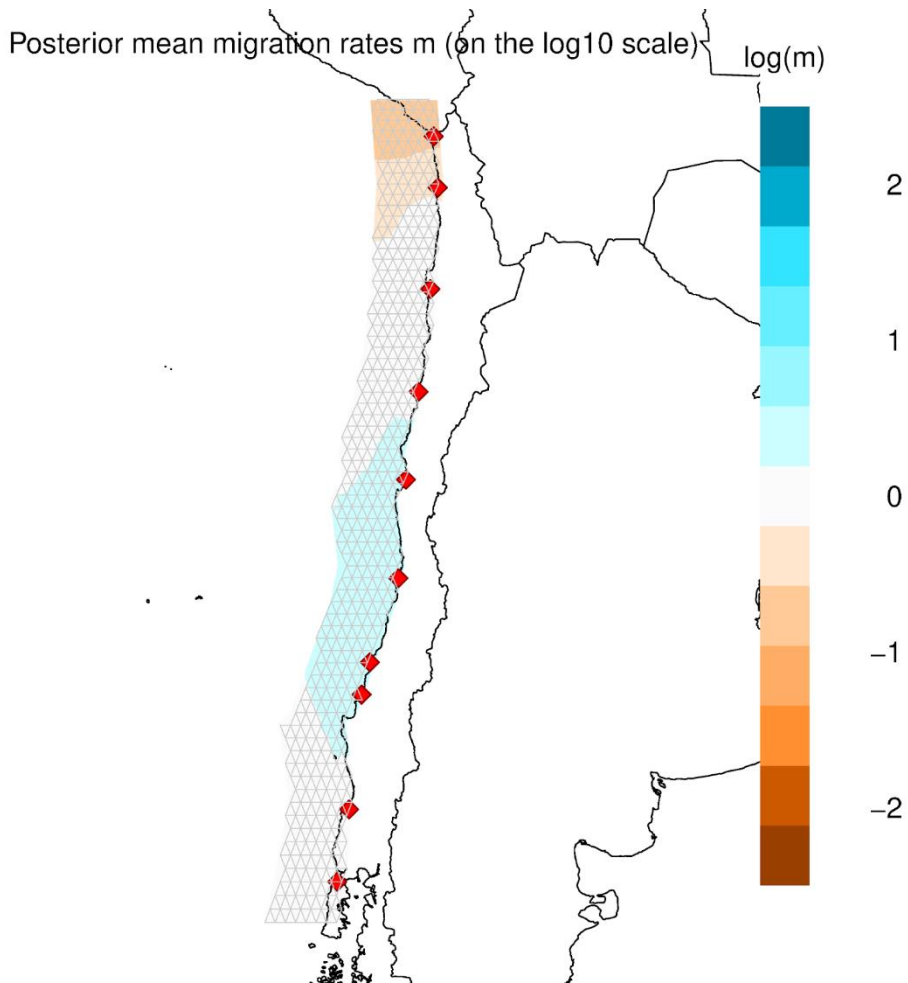 Posterior mean migration rates m (on the log10 scale)
log(m)
2
1
0
−1
−2